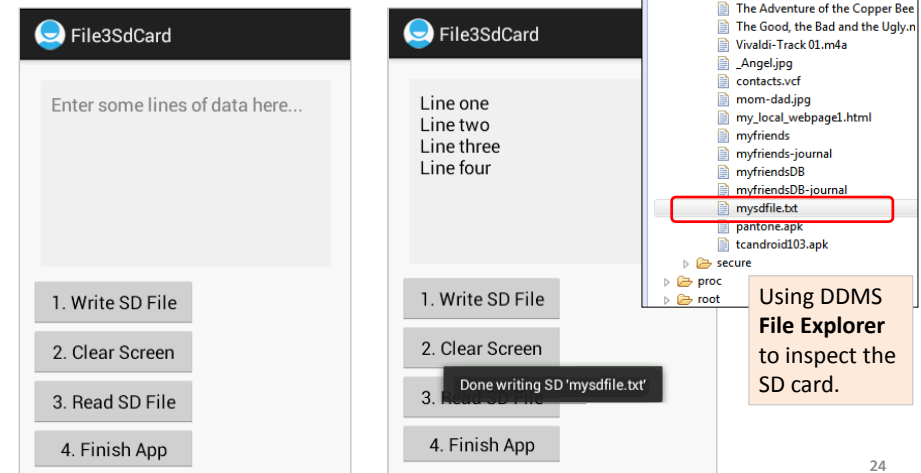 File3SdCard
Enter some lines of data here...
1. Write SD File
2. Clear Screen
3. Read SD File
4. Finish App
File3SdCard
Line one
Line two
Line three
Line four
1. Write SD File
2. Clear Screen
Done writing SD 'mysdfile.txt'
3. Read SD File
4. Finish App
The Adventure of the Copper Bee
The Good, the Bad and the Ugly.n
Vivaldi-Track 01.m4a
_Angel.jpg
contacts.vcf
mom-dad.jpg
my_local_webpage1.html
myfriends
myfriends-journal
myfriendsDB
myfriendsDB-journal
mysdfile.txt
pantone.apk
tcandroid103.apk
secure
proc
root
Using DDMS
File Explorer
to inspect the
SD card.
24